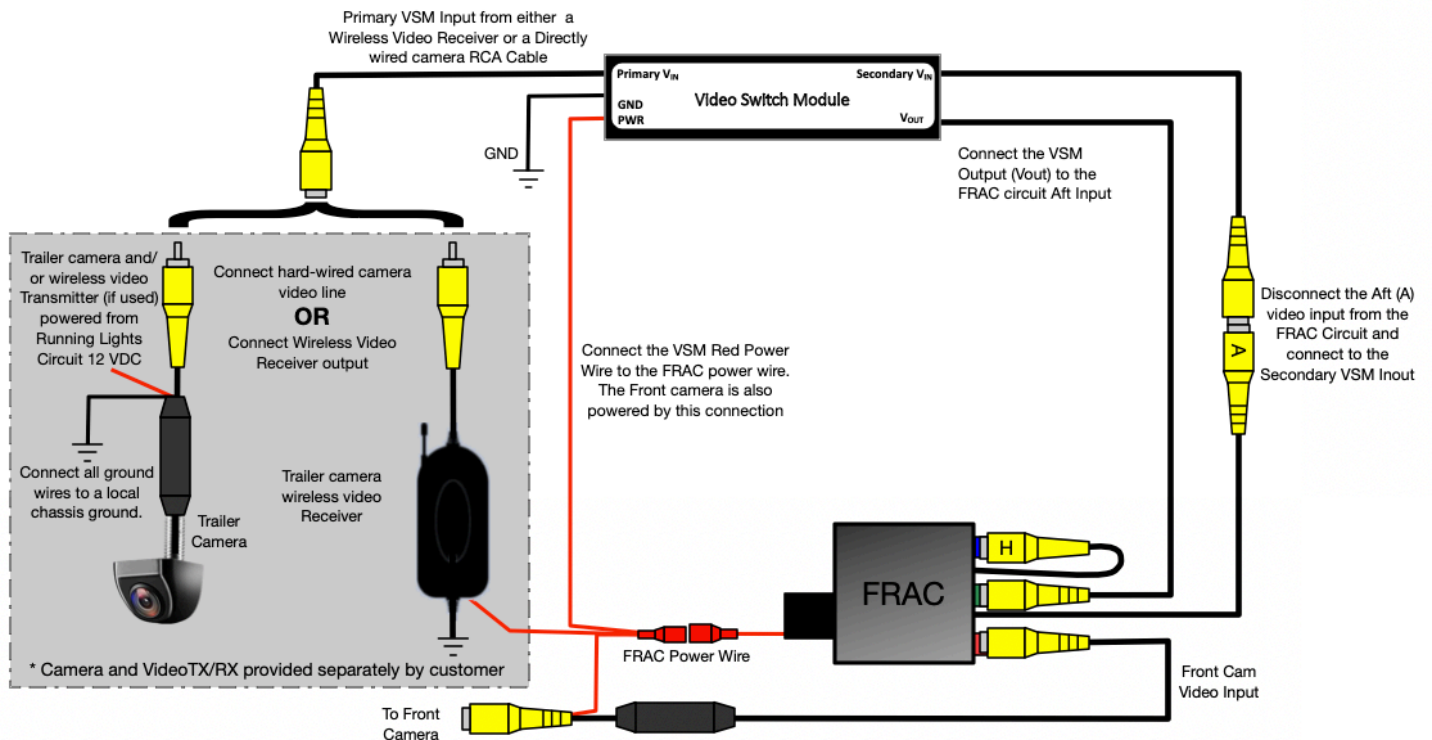 Primary VSM Input from either a
Wireless Video Receiver or a Directly
wired camera RCA Cable
Primary VIN
Secondary VIN
GND
Video Switch Module
PWR
VOUT
GND
Connect the VSM
Output (Vout) to the
FRAC circuit Aft Input
Trailer camera and/
or wireless video
Transmitter (if used)
powered from
Running Lights
Circuit 12 VDC
Connect hard-wired camera
video line
OR
Connect Wireless Video
Receiver output
Disconnect the Aft (A)
video input from the
FRAC Circuit and
connect to the
Secondary VSM Inout
A
Connect the VSM Red Power
Wire to the FRAC power wire.
The Front camera is also
powered by this connection
Connect all ground
wires to a local
chassis ground.
Trailer
Camera
Trailer camera
wireless video
Receiver
H
FRAC
FRAC Power Wire
* Camera and VideoTX/RX provided separately by customer
Front Cam
Video Input
To Front
Camera